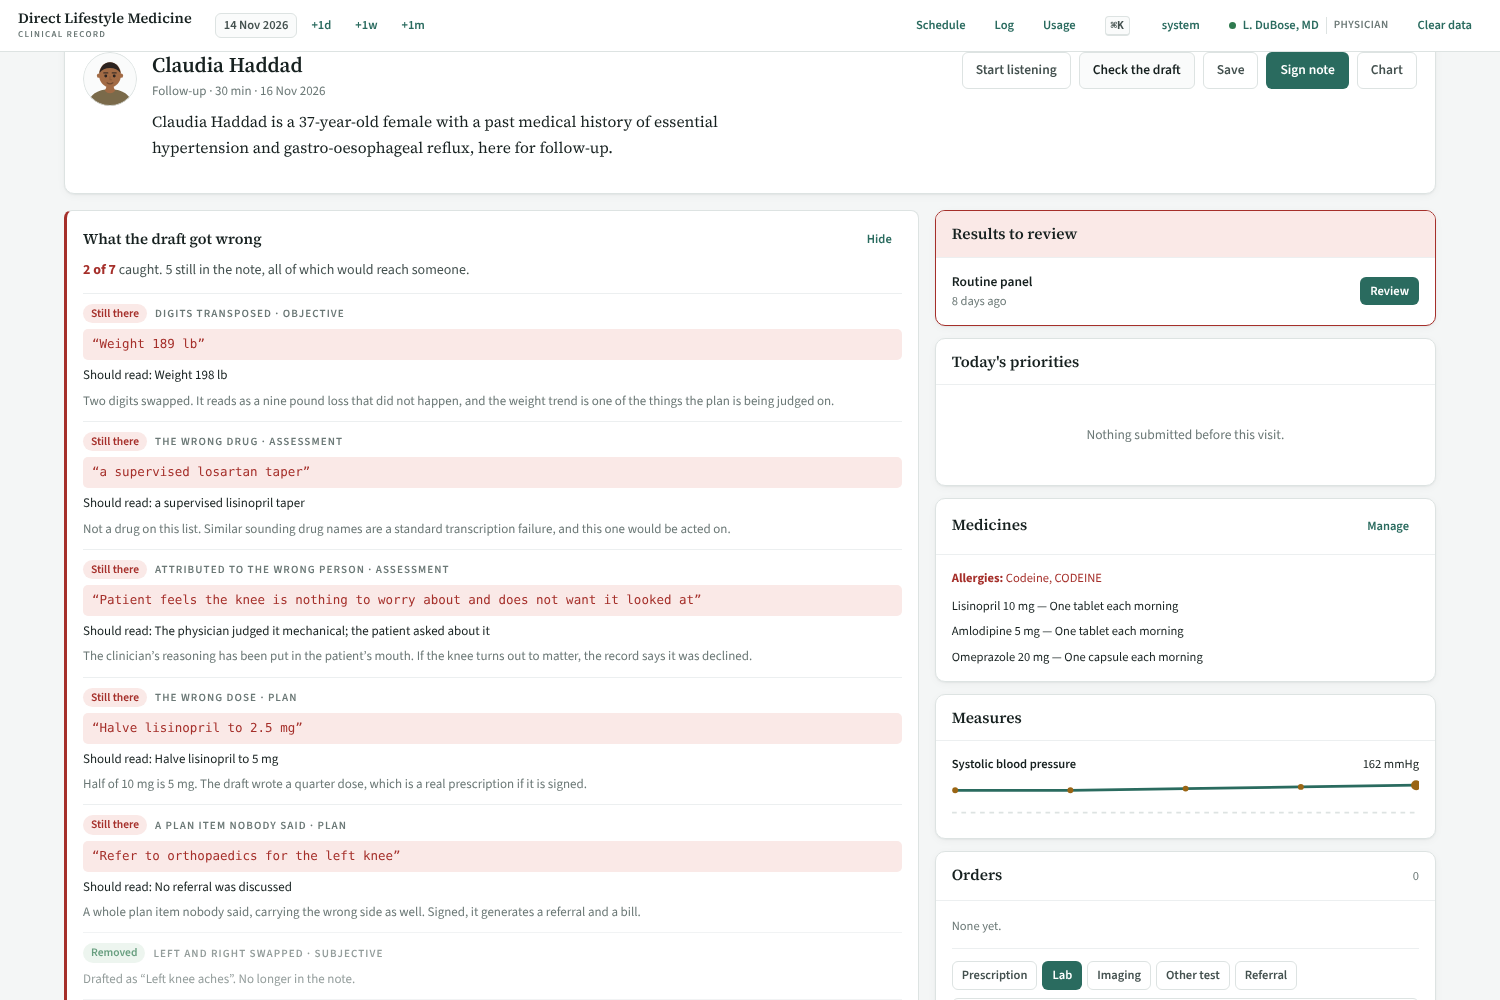 Direct Lifestyle Medicine
CLINICAL RECORD
14 Nov 2026
+1d
+1w
+1m
Schedule
Log
Usage
⌘K
system
L. DuBose, MD
PHYSICIAN
Clear data
Claudia Haddad
Follow-up · 30 min · 16 Nov 2026
Start listening
Check the draft
Save
Sign note
Chart
Claudia Haddad is a 37-year-old female with a past medical history of essential
hypertension and gastro-oesophageal reflux, here for follow-up.
What the draft got wrong
Hide
2 of 7 caught. 5 still in the note, all of which would reach someone.
Still there DIGITS TRANSPOSED · OBJECTIVE
“Weight 189 lb”
Should read: Weight 198 lb
Two digits swapped. It reads as a nine pound loss that did not happen, and the weight trend is one of the things the plan is being judged on.
Still there THE WRONG DRUG · ASSESSMENT
“a supervised losartan taper”
Should read: a supervised lisinopril taper
Not a drug on this list. Similar sounding drug names are a standard transcription failure, and this one would be acted on.
Still there ATTRIBUTED TO THE WRONG PERSON · ASSESSMENT
“Patient feels the knee is nothing to worry about and does not want it looked at”
Should read: The physician judged it mechanical; the patient asked about it
The clinician’s reasoning has been put in the patient’s mouth. If the knee turns out to matter, the record says it was declined.
Still there THE WRONG DOSE · PLAN
“Halve lisinopril to 2.5 mg”
Should read: Halve lisinopril to 5 mg
Half of 10 mg is 5 mg. The draft wrote a quarter dose, which is a real prescription if it is signed.
Still there A PLAN ITEM NOBODY SAID · PLAN
“Refer to orthopaedics for the left knee”
Should read: No referral was discussed
A whole plan item nobody said, carrying the wrong side as well. Signed, it generates a referral and a bill.
Removed LEFT AND RIGHT SWAPPED · SUBJECTIVE
Drafted as “Left knee aches”. No longer in the note.
Results to review
Routine panel
8 days ago
Review
Today's priorities
Nothing submitted before this visit.
Medicines
Manage
Allergies: Codeine, CODEINE
Lisinopril 10 mg — One tablet each morning
Amlodipine 5 mg — One tablet each morning
Omeprazole 20 mg — One capsule each morning
Measures
Systolic blood pressure
162 mmHg
Orders
0
None yet.
Prescription
Lab
Imaging
Other test
Referral